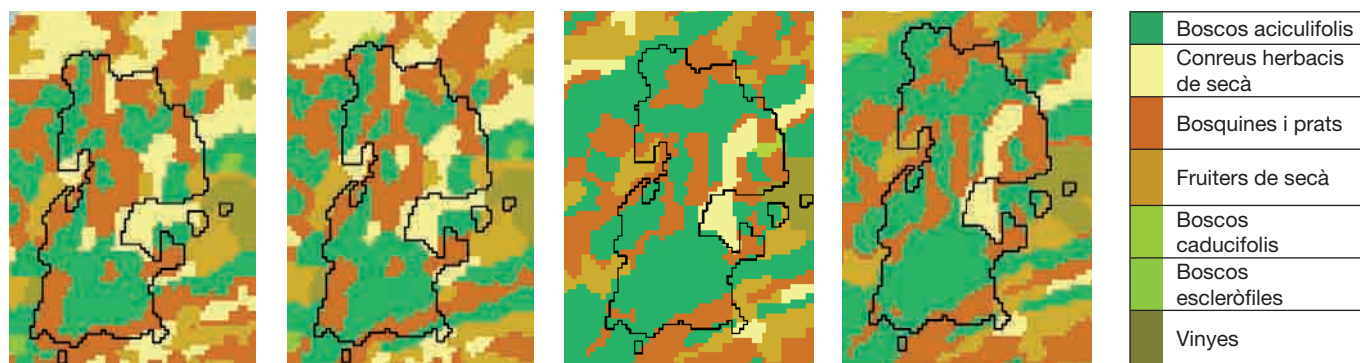 Boscos aciculifolis
Conreus herbacis
de secà
Bosquines i prats
Fruiters de secà
Boscos
caducifolis
Boscos
escleròfiles
Vinyes